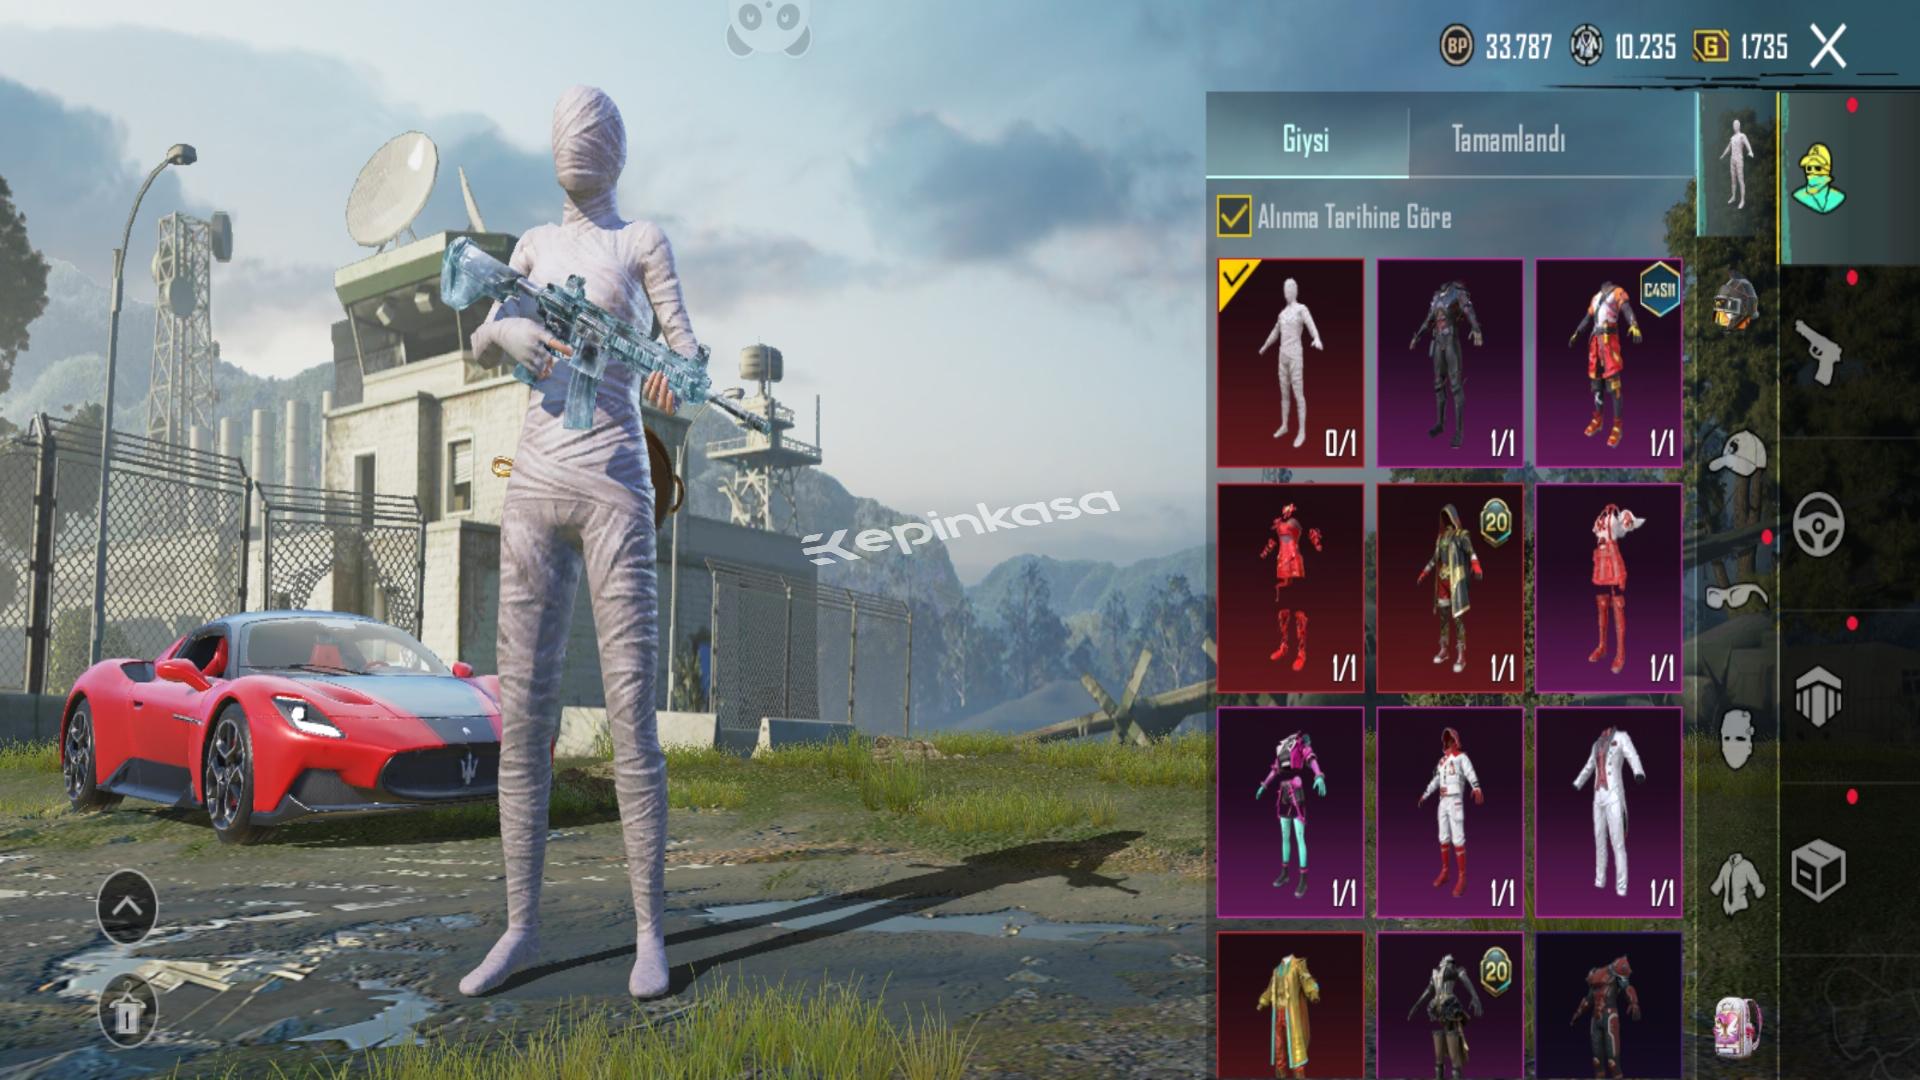 BP 33.787 10.235 G 1.735
Giysi Tamamlandı
Alınma Tarihine Göre
C4S11
0/1 1/1 1/1
20
1/1 1/1 1/1
epinkasa
1/1 1/1 1/1
20